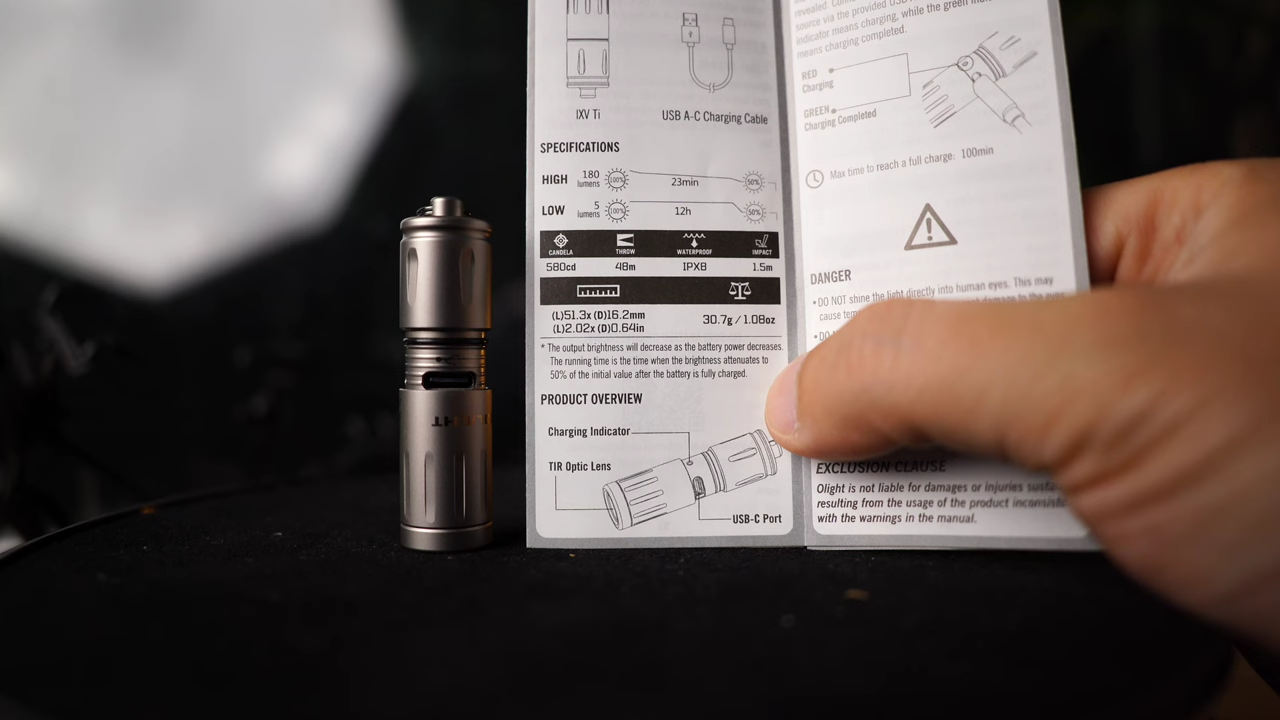 IXV Ti
USB A-C Charging Cable
SPECIFICATIONS
HIGH 180 lumens 100% 23min 50%
LOW 5 lumens 100% 12h 50%
CANDELA THROW WATERPROOF IMPACT
580cd 48m IPX8 1.5m
(L)51.3x (D)16.2mm
(L)2.02x (D)0.64in
30.7g / 1.08oz
* The output brightness will decrease as the battery power decreases.
The running time is the time when the brightness attenuates to
50% of the initial value after the battery is fully charged.
PRODUCT OVERVIEW
Charging Indicator
TIR Optic Lens
USB-C Port
revealed.
source via the provided USB
indicator means charging, while the green
means charging completed.
RED
Charging
GREEN
Charging Completed
Max time to reach a full charge: 100min
DANGER
• DO NOT shine the light directly into human eyes. This may
cause
EXCLUSION CLAUSE
Olight is not liable for damages or injuries
resulting from the usage of the product
with the warnings in the manual.